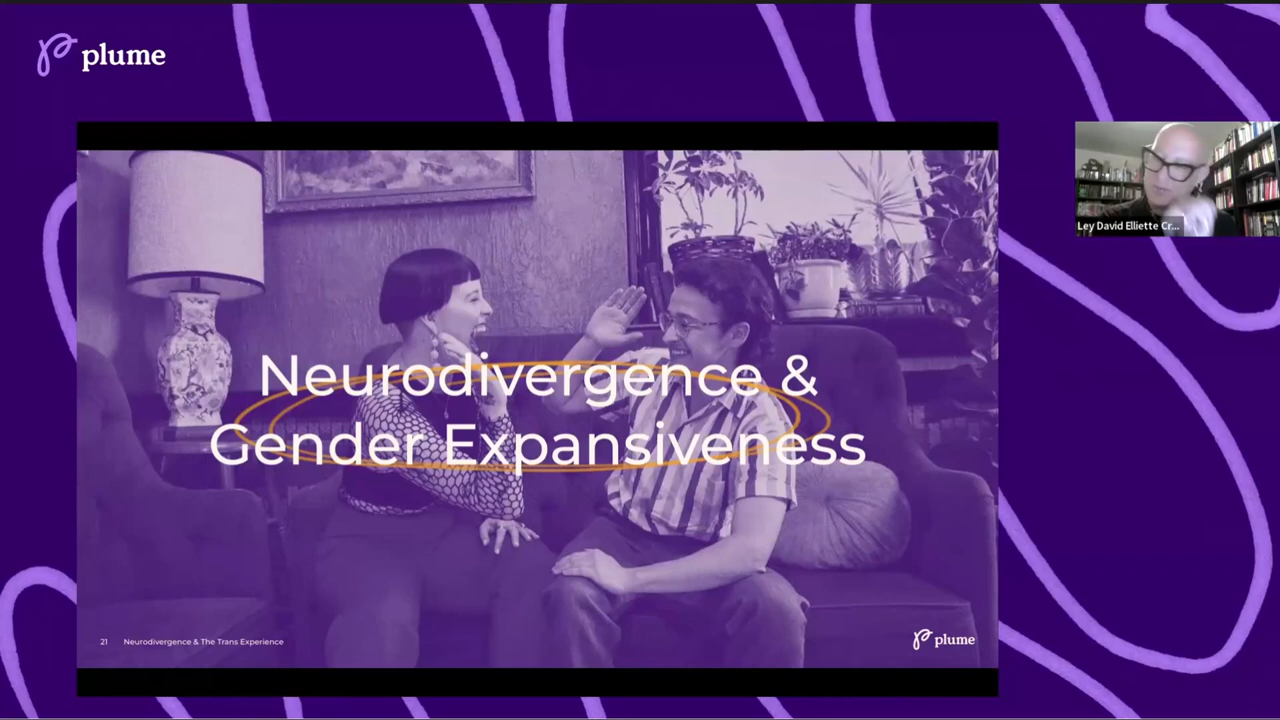 plume
Neurodivergence &
Gender Expansiveness
Ley David Elliette Cr...
21 Neurodivergence & The Trans Experience
plume